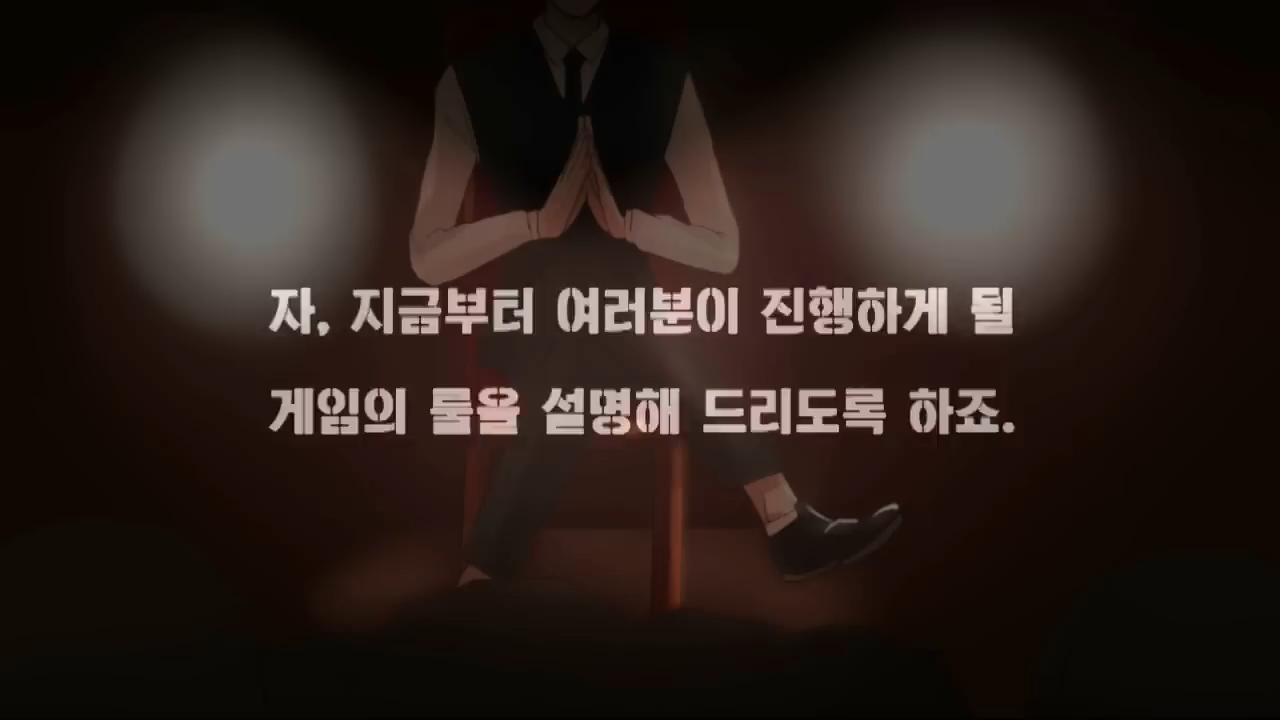 자, 지금부터 여러분이 진행하게 될
게임의 룰을 설명해 드리도록 하죠.